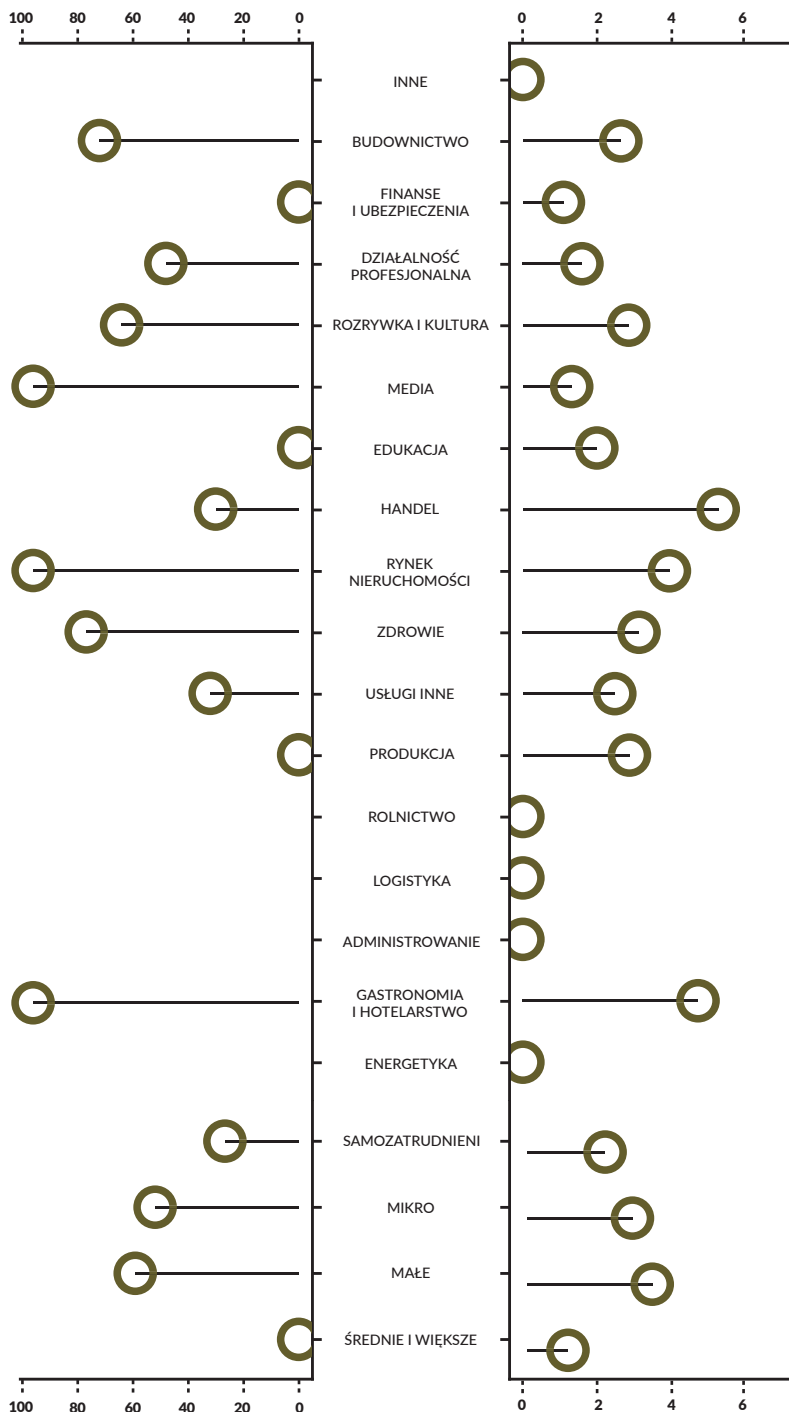 100 80 60 40 20 0 0 2 4 6
INNE
BUDOWNICTWO
FINANSE
I UBEZPIECZENIA
DZIAŁALNOŚĆ
PROFESJONALNA
ROZRYWKA I KULTURA
MEDIA
EDUKACJA
HANDEL
RYNEK
NIERUCHOMOŚCI
ZDROWIE
USŁUGI INNE
PRODUKCJA
ROLNICTWO
LOGISTYKA
ADMINISTROWANIE
GASTRONOMIA
I HOTELARSTWO
ENERGETYKA
SAMOZATRUDNIENI
MIKRO
MAŁE
ŚREDNIE I WIĘKSZE
100 80 60 40 20 0 0 2 4 6